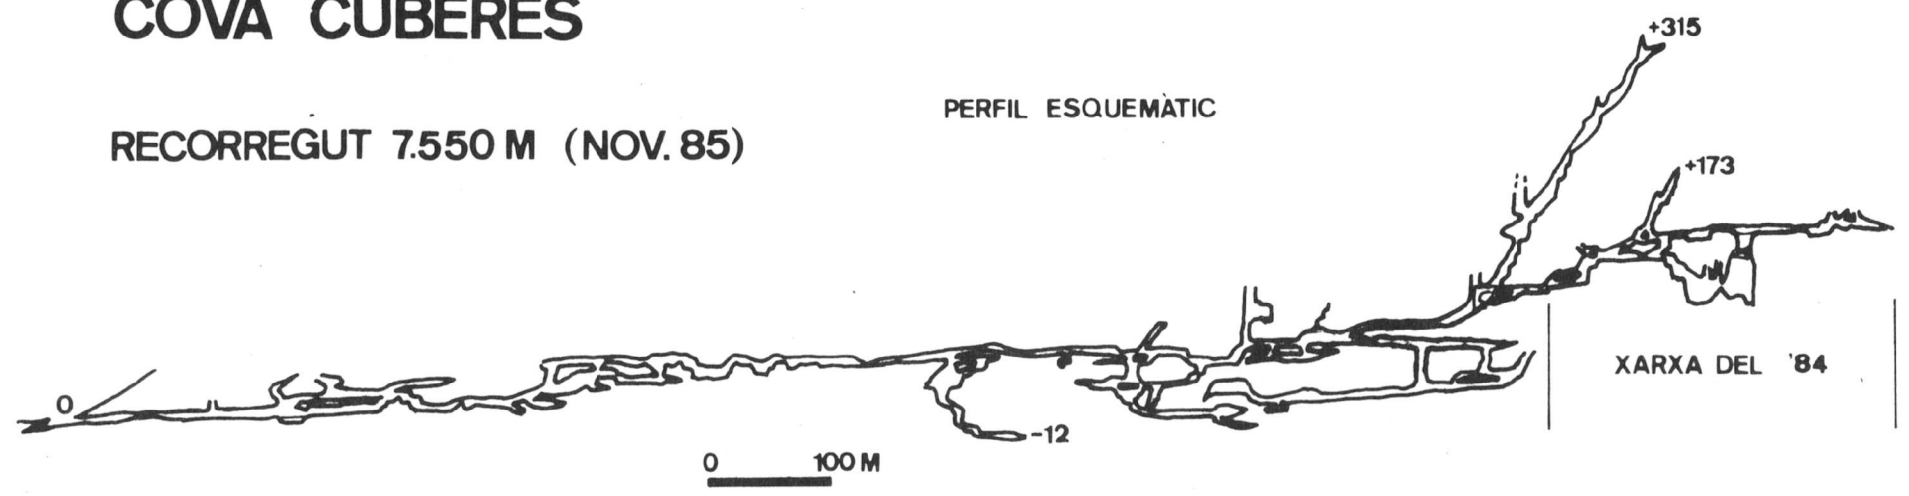 COVA CUBERES
+315
PERFIL ESQUEMÀTIC
RECORREGUT 7.550 M (NOV. 85)
+173
XARXA DEL '84
0
-12
0 100 M